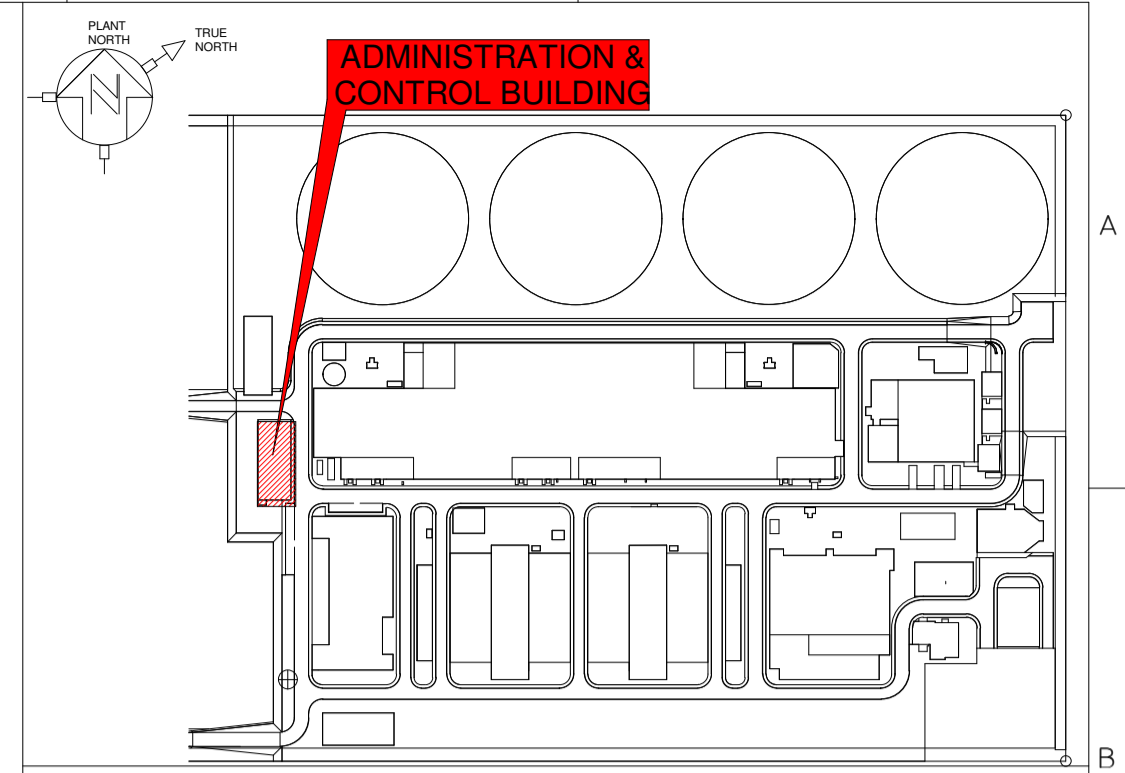 PLANT
NORTH
TRUE
NORTH
N
ADMINISTRATION &
CONTROL BUILDING
A
B